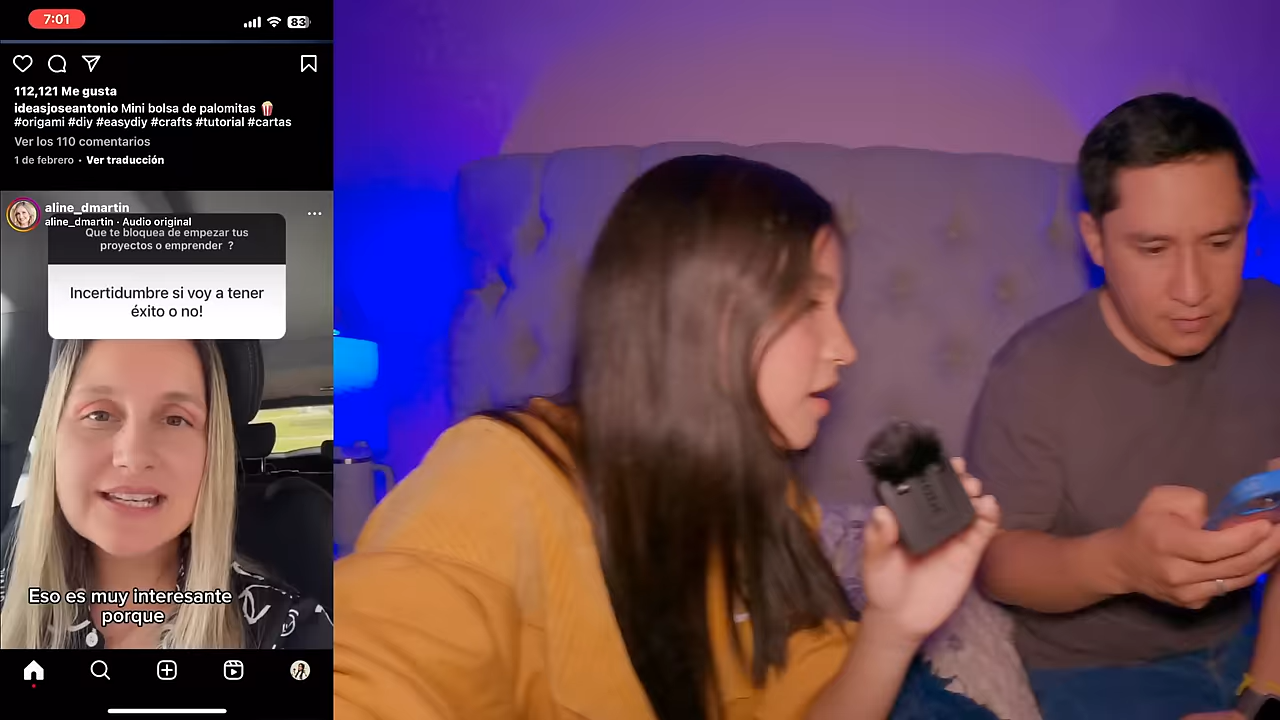 7:01
83
112,121 Me gusta
ideasjoseantonio Mini bolsa de palomitas 🍿
#origami #diy #easydiy #crafts #tutorial #cartas
Ver los 110 comentarios
1 de febrero · Ver traducción
aline_dmartin
aline_dmartin · Audio original
Que te bloquea de empezar tus
proyectos o emprender ?
Incertidumbre si voy a tener
éxito o no!
Eso es muy interesante
porque